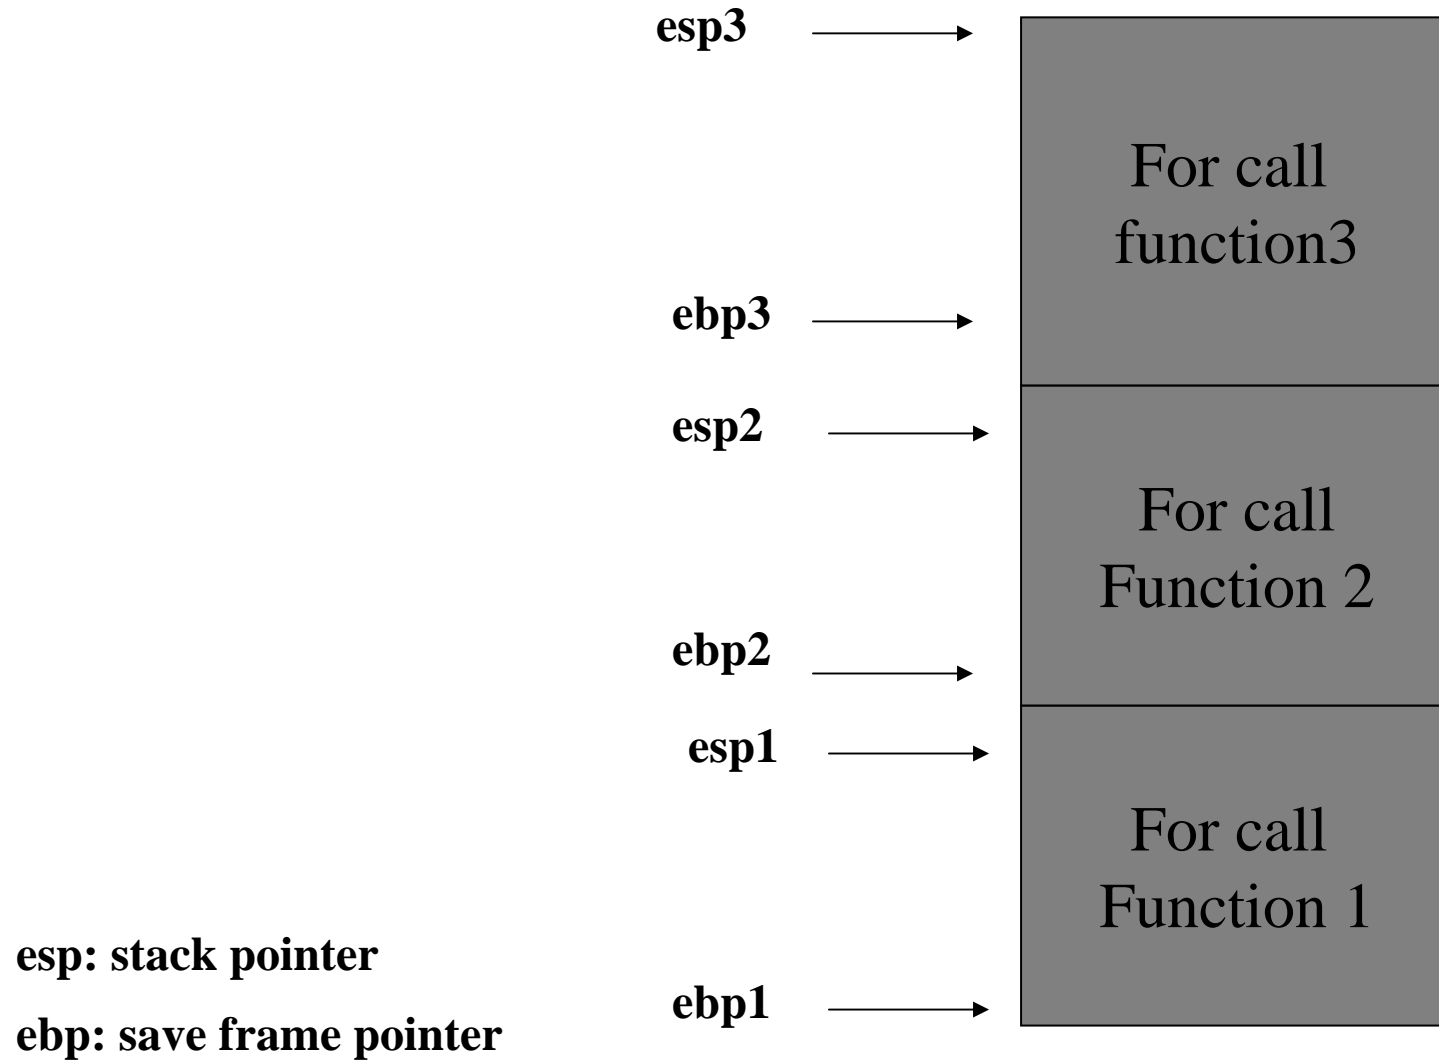 esp3
For call
function3
ebp3
esp2
For call
Function 2
ebp2
esp1
For call
Function 1
esp: stack pointer
ebp1
ebp: save frame pointer